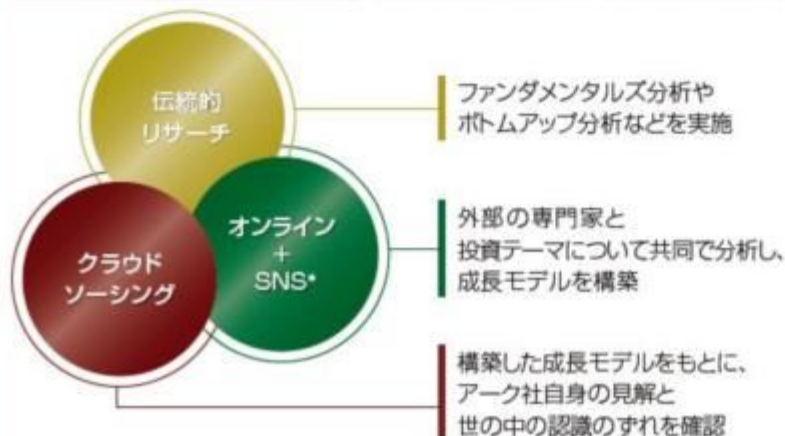 伝統的
リサーチ
ファンダメンタルズ分析や
ボトムアップ分析などを実施
オンライン
+
SNS*
外部の専門家と
投資テーマについて共同で分析し、
成長モデルを構築
クラウド
ソーシング
構築した成長モデルをもとに、
アーク社自身の見解と
世の中の認識のずれを確認